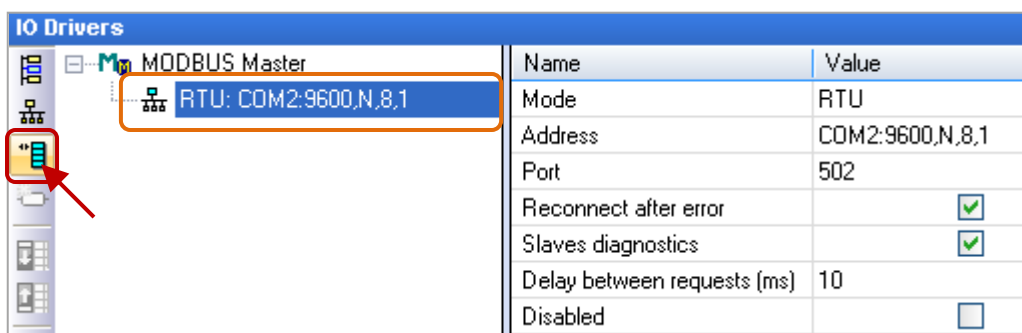 IO Drivers
MODBUS Master
RTU: COM2:9600,N,8,1
Name Value
Mode RTU
Address COM2:9600,N,8,1
Port 502
Reconnect after error
Slaves diagnostics
Delay between requests (ms) 10
Disabled